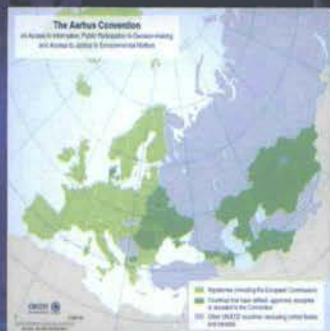 The Aarhus Convention
on Access to Information, Public Participation in Decision-making
and Access to Justice in Environmental Matters
Signatories (including the European Community)
Countries that have ratified, approved, accepted
or acceded to the Convention
Other UNECE countries (excluding United States
and Canada)